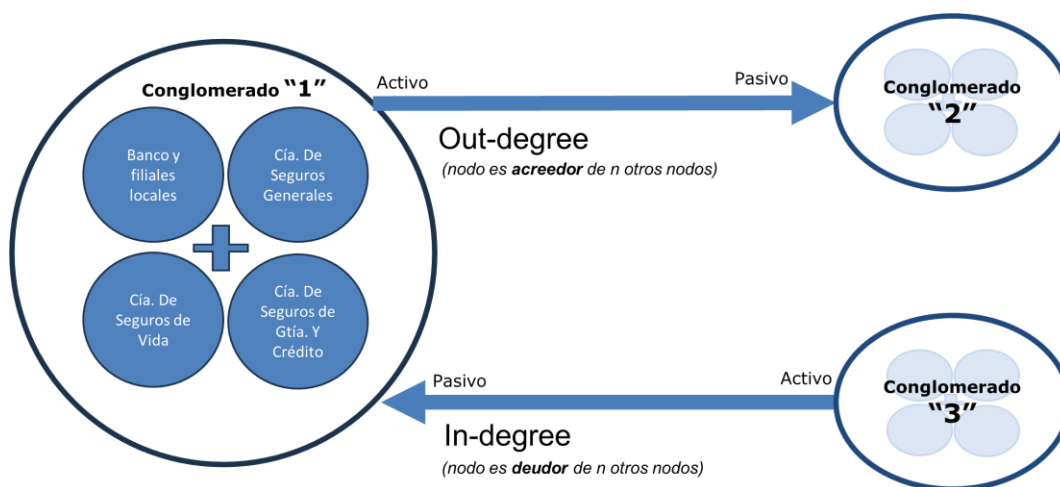 Conglomerado "1"
Banco y
filiales
locales
Cía. De
Seguros
Generales
Cía. De
Seguros de
Vida
Cía. De
Seguros de
Gtía. Y
Crédito
Activo
Pasivo
Out-degree
(nodo es acreedor de n otros nodos)
Conglomerado
"2"
Pasivo
Activo
In-degree
(nodo es deudor de n otros nodos)
Conglomerado
"3"